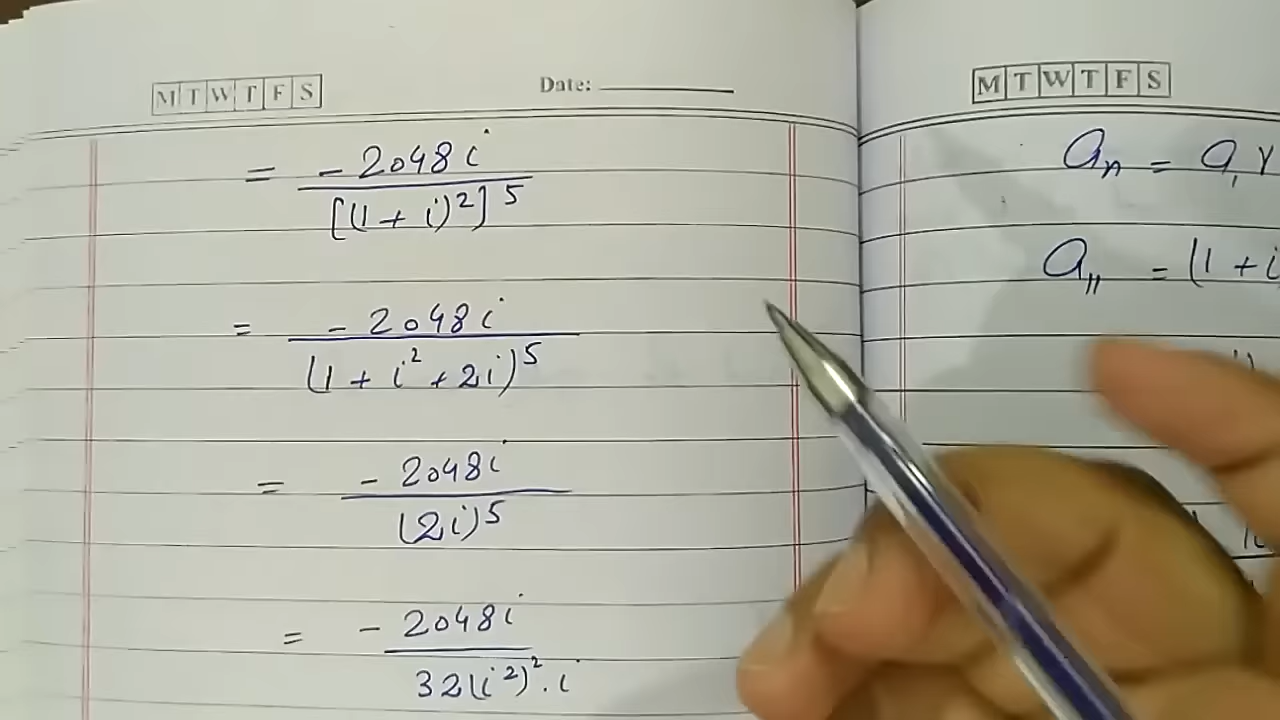 M T W T F S Date:
= -2048i / [(1 + i)²]⁵
= -2048i / (1 + i² + 2i)⁵
= -2048i / (2i)⁵
= -2048i / 32(i²)².i
M T W T F S
aₙ = a₁ r
a₁₁ = (1 + i